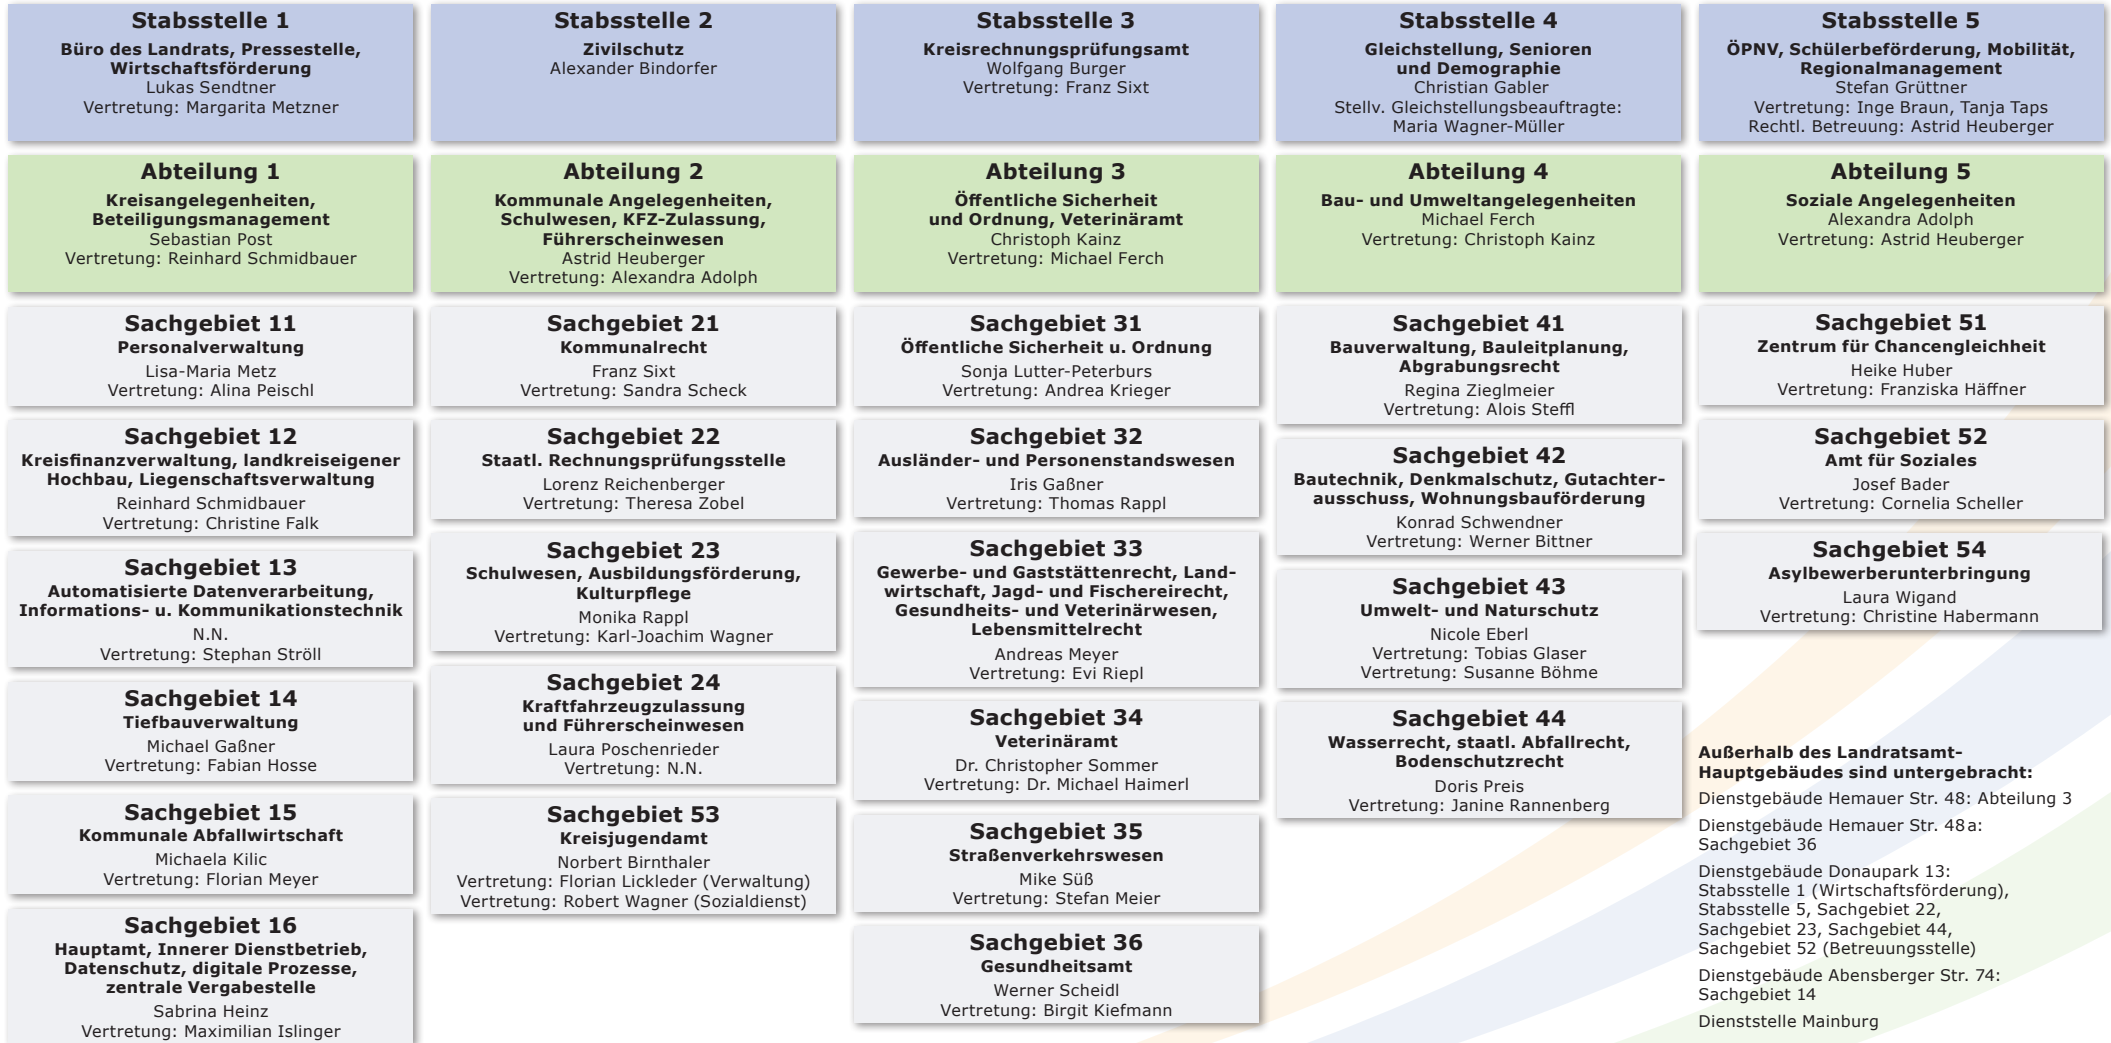 Stabsstelle 1
Büro des Landrats, Pressestelle,
Wirtschaftsförderung
Lukas Sendtner
Vertretung: Margarita Metzner
Stabsstelle 2
Zivilschutz
Alexander Bindorfer
Stabsstelle 3
Kreisrechnungsprüfungsamt
Wolfgang Burger
Vertretung: Franz Sixt
Stabsstelle 4
Gleichstellung, Senioren
und Demographie
Christian Gabler
Stellv. Gleichstellungsbeauftragte:
Maria Wagner-Müller
Stabsstelle 5
ÖPNV, Schülerbeförderung, Mobilität,
Regionalmanagement
Stefan Grüttner
Vertretung: Inge Braun, Tanja Taps
Rechtl. Betreuung: Astrid Heuberger
Abteilung 1
Kreisangelegenheiten,
Beteiligungsmanagement
Sebastian Post
Vertretung: Reinhard Schmidbauer
Abteilung 2
Kommunale Angelegenheiten,
Schulwesen, KFZ-Zulassung,
Führerscheinwesen
Astrid Heuberger
Vertretung: Alexandra Adolph
Abteilung 3
Öffentliche Sicherheit
und Ordnung, Veterinäramt
Christoph Kainz
Vertretung: Michael Ferch
Abteilung 4
Bau- und Umweltangelegenheiten
Michael Ferch
Vertretung: Christoph Kainz
Abteilung 5
Soziale Angelegenheiten
Alexandra Adolph
Vertretung: Astrid Heuberger
Sachgebiet 11
Personalverwaltung
Lisa-Maria Metz
Vertretung: Alina Peischl
Sachgebiet 12
Kreisfinanzverwaltung, landkreiseigener
Hochbau, Liegenschaftsverwaltung
Reinhard Schmidbauer
Vertretung: Christine Falk
Sachgebiet 13
Automatisierte Datenverarbeitung,
Informations- u. Kommunikationstechnik
N.N.
Vertretung: Stephan Ströll
Sachgebiet 14
Tiefbauverwaltung
Michael Gaßner
Vertretung: Fabian Hosse
Sachgebiet 15
Kommunale Abfallwirtschaft
Michaela Kilic
Vertretung: Florian Meyer
Sachgebiet 16
Hauptamt, Innerer Dienstbetrieb,
Datenschutz, digitale Prozesse,
zentrale Vergabestelle
Sabrina Heinz
Vertretung: Maximilian Islinger
Sachgebiet 21
Kommunalrecht
Franz Sixt
Vertretung: Sandra Scheck
Sachgebiet 22
Staatl. Rechnungsprüfungsstelle
Lorenz Reichenberger
Vertretung: Theresa Zobel
Sachgebiet 23
Schulwesen, Ausbildungsförderung,
Kulturpflege
Monika Rappl
Vertretung: Karl-Joachim Wagner
Sachgebiet 24
Kraftfahrzeugzulassung
und Führerscheinwesen
Laura Poschenrieder
Vertretung: N.N.
Sachgebiet 53
Kreisjugendamt
Norbert Birnthaler
Vertretung: Florian Lickleder (Verwaltung)
Vertretung: Robert Wagner (Sozialdienst)
Sachgebiet 31
Öffentliche Sicherheit u. Ordnung
Sonja Lutter-Peterburs
Vertretung: Andrea Krieger
Sachgebiet 32
Ausländer- und Personenstandswesen
Iris Gaßner
Vertretung: Thomas Rappl
Sachgebiet 33
Gewerbe- und Gaststättenrecht, Land-
wirtschaft, Jagd- und Fischereirecht,
Gesundheits- und Veterinärwesen,
Lebensmittelrecht
Andreas Meyer
Vertretung: Evi Riepl
Sachgebiet 34
Veterinäramt
Dr. Christopher Sommer
Vertretung: Dr. Michael Haimerl
Sachgebiet 35
Straßenverkehrswesen
Mike Süß
Vertretung: Stefan Meier
Sachgebiet 36
Gesundheitsamt
Werner Scheidl
Vertretung: Birgit Kiefmann
Sachgebiet 41
Bauverwaltung, Bauleitplanung,
Abgrabungsrecht
Regina Zieglmeier
Vertretung: Alois Steffl
Sachgebiet 42
Bautechnik, Denkmalschutz, Gutachter-
ausschuss, Wohnungsbauförderung
Konrad Schwendner
Vertretung: Werner Bittner
Sachgebiet 43
Umwelt- und Naturschutz
Nicole Eberl
Vertretung: Tobias Glaser
Vertretung: Susanne Böhme
Sachgebiet 44
Wasserrecht, staatl. Abfallrecht,
Bodenschutzrecht
Doris Preis
Vertretung: Janine Rannenberg
Sachgebiet 51
Zentrum für Chancengleichheit
Heike Huber
Vertretung: Franziska Häffner
Sachgebiet 52
Amt für Soziales
Josef Bader
Vertretung: Cornelia Scheller
Sachgebiet 54
Asylbewerberunterbringung
Laura Wigand
Vertretung: Christine Habermann
Außerhalb des Landratsamt-
Hauptgebäudes sind untergebracht:
Dienstgebäude Hemauer Str. 48: Abteilung 3
Dienstgebäude Hemauer Str. 48 a:
Sachgebiet 36
Dienstgebäude Donaupark 13:
Stabsstelle 1 (Wirtschaftsförderung),
Stabsstelle 5, Sachgebiet 22,
Sachgebiet 23, Sachgebiet 44,
Sachgebiet 52 (Betreuungsstelle)
Dienstgebäude Abensberger Str. 74:
Sachgebiet 14
Dienststelle Mainburg